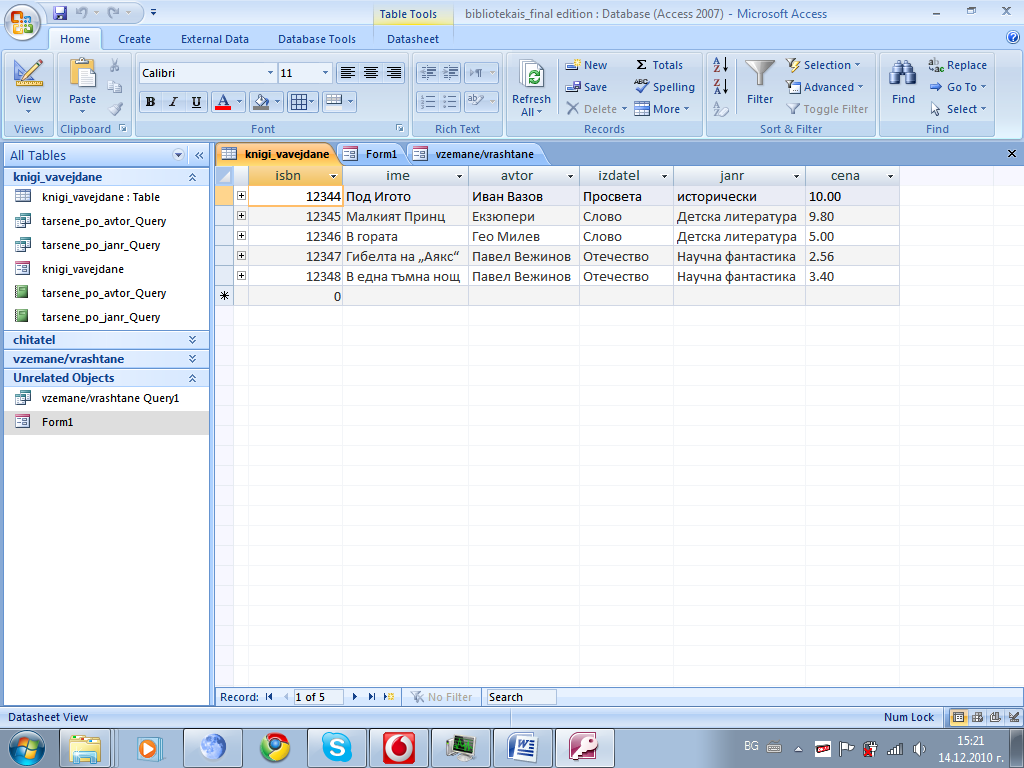 Table Tools bibliotekais_final edition : Database (Access 2007) - Microsoft Access
Home Create External Data Database Tools Datasheet
View Paste Calibri 11 Refresh All New Save Delete Totals Spelling More Filter Selection Advanced Toggle Filter Find Replace Go To Select
B I U A ab
Views Clipboard Font Rich Text Records Sort & Filter Find
All Tables «
knigi_vavejdane
knigi_vavejdane : Table
tarsene_po_avtor_Query
tarsene_po_janr_Query
knigi_vavejdane
tarsene_po_avtor_Query
tarsene_po_janr_Query
chitatel
vzemane/vrashtane
Unrelated Objects
vzemane/vrashtane Query1
Form1
knigi_vavejdane Form1 vzemane/vrashtane
isbn ime avtor izdatel janr cena
12344 Под Игото Иван Вазов Просвета исторически 10.00
12345 Малкият Принц Екзюпери Слово Детска литература 9.80
12346 В гората Гео Милев Слово Детска литература 5.00
12347 Гибелта на „Аякс“ Павел Вежинов Отечество Научна фантастика 2.56
12348 В една тъмна нощ Павел Вежинов Отечество Научна фантастика 3.40
0
Record: 1 of 5 No Filter Search
Datasheet View Num Lock
BG 15:21
14.12.2010 г.